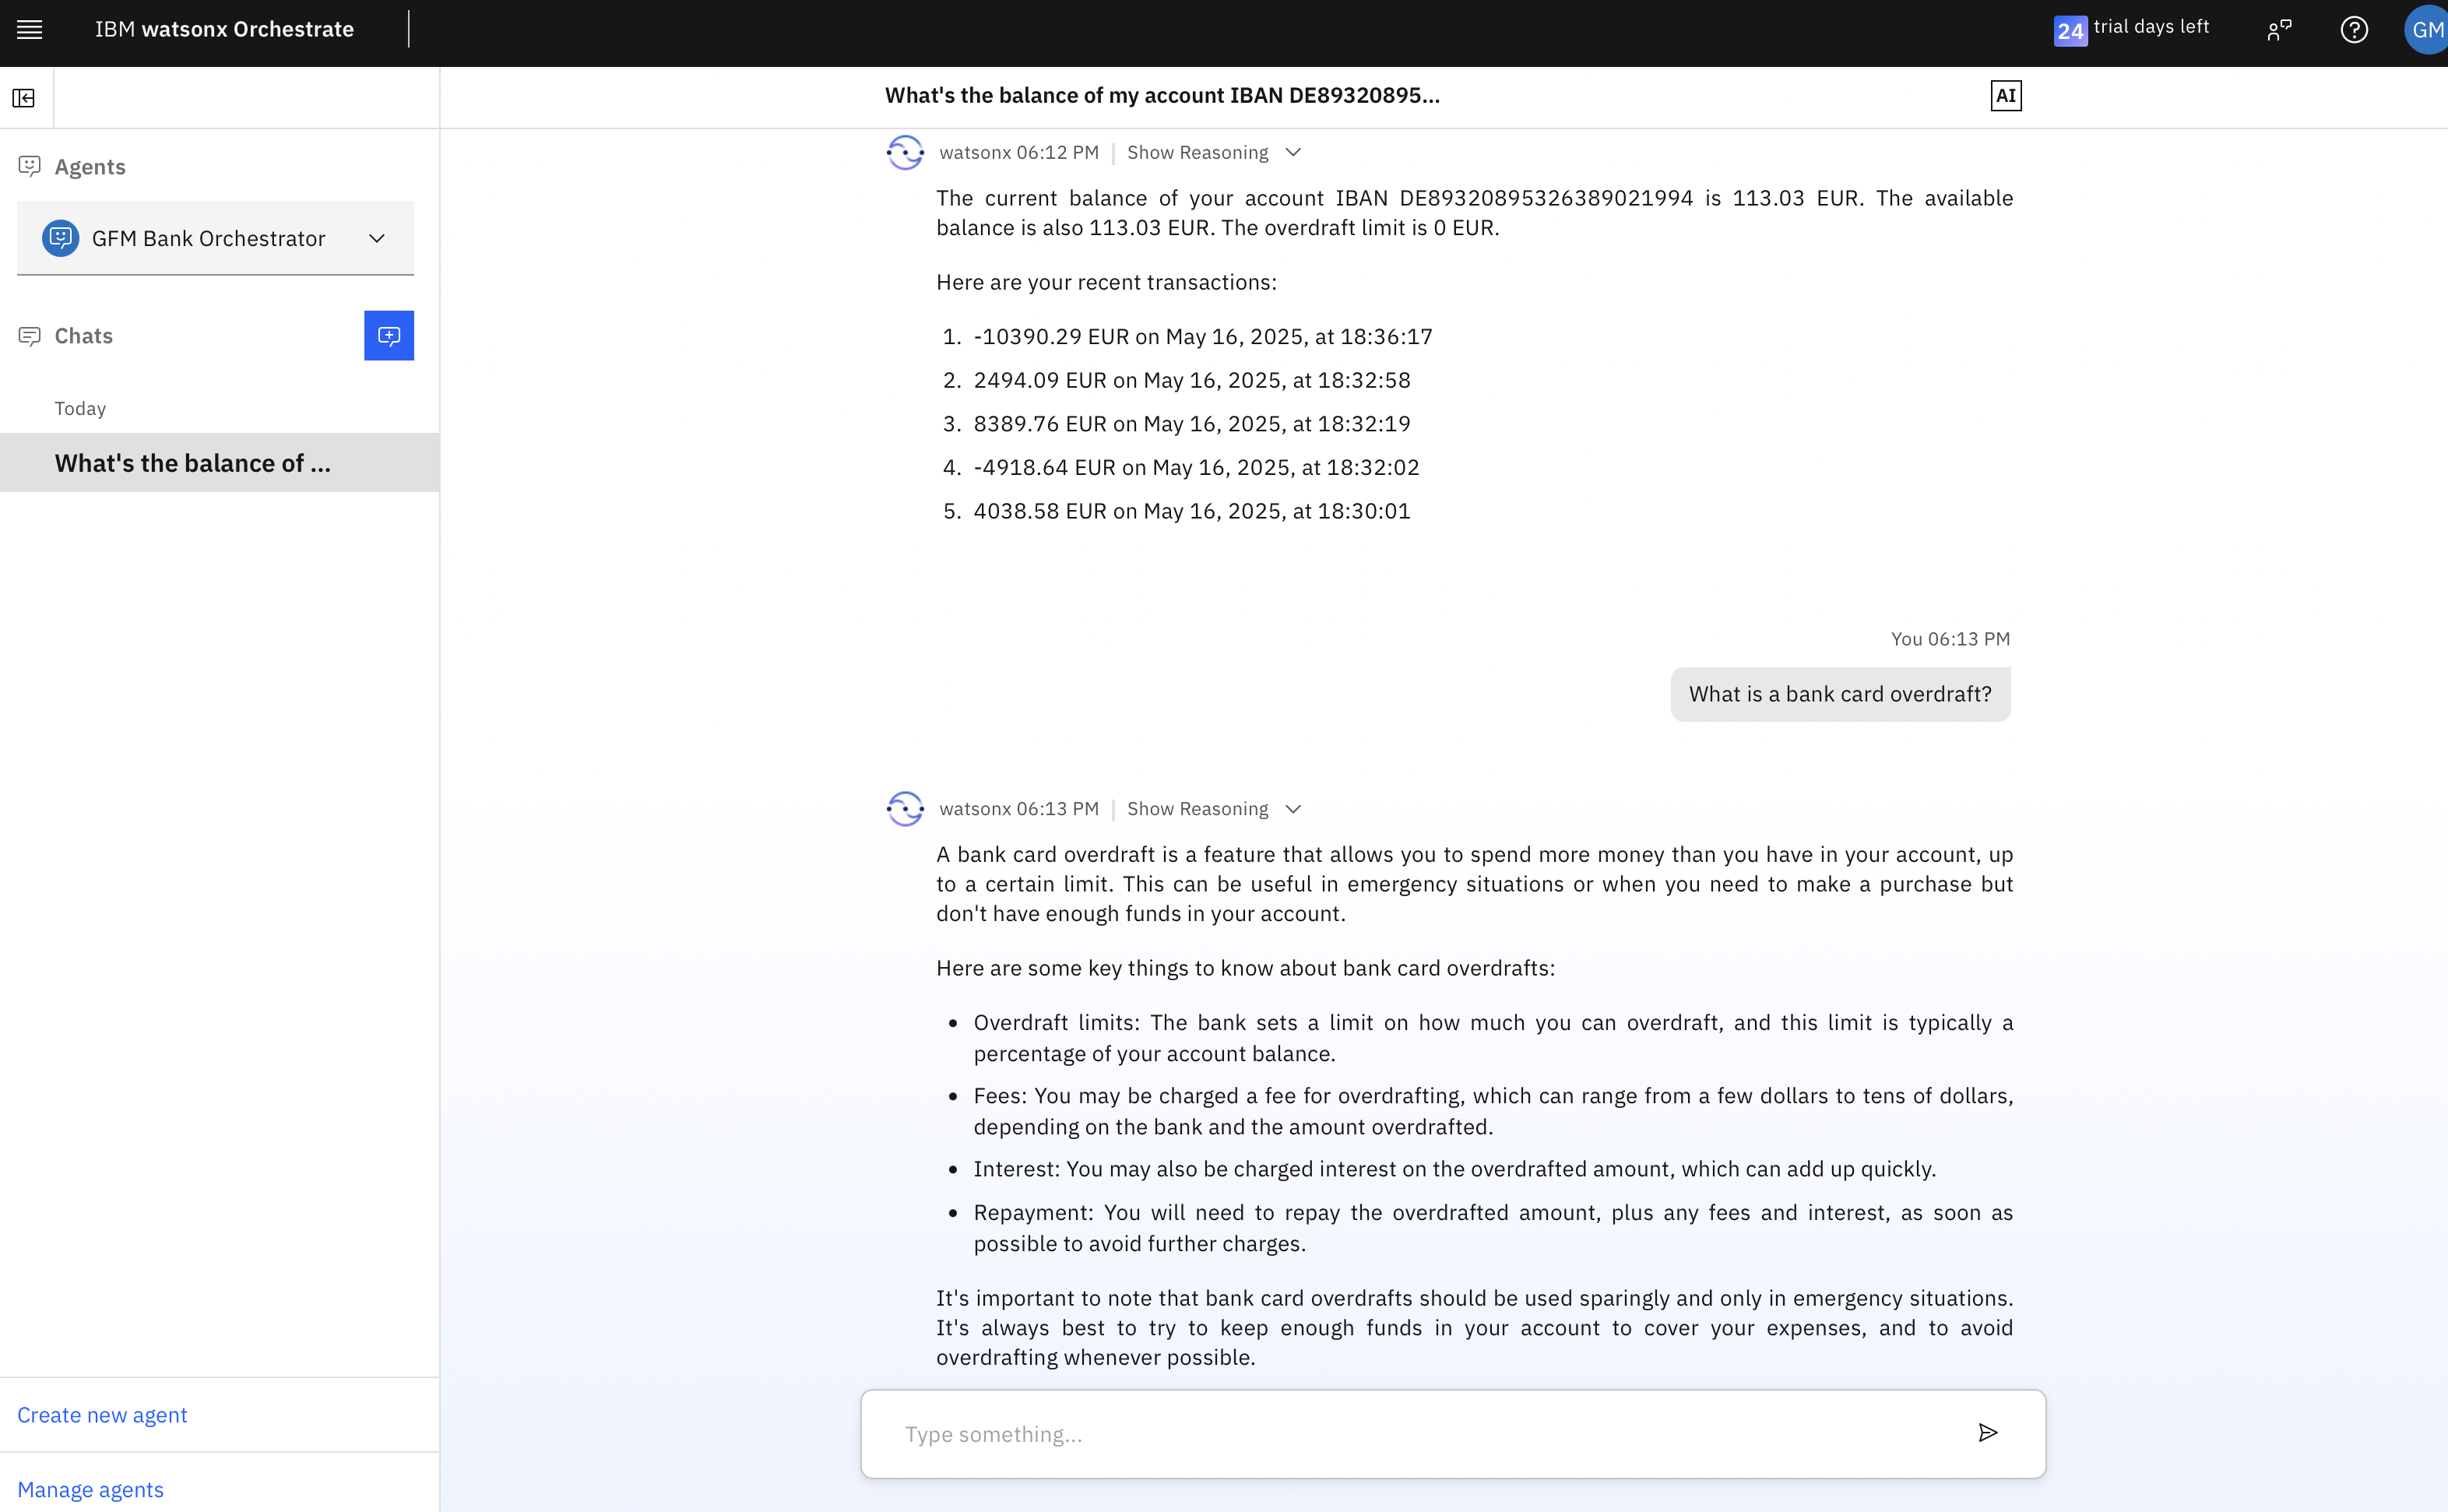 IBM watsonx Orchestrate
24 trial days left
GM
What's the balance of my account IBAN DE89320895...
AI
Agents
GFM Bank Orchestrator
Chats
Today
What's the balance of ...
Create new agent
Manage agents
watsonx 06:12 PM | Show Reasoning
The current balance of your account IBAN DE89320895326389021994 is 113.03 EUR. The available
balance is also 113.03 EUR. The overdraft limit is 0 EUR.
Here are your recent transactions:
1. -10390.29 EUR on May 16, 2025, at 18:36:17
2. 2494.09 EUR on May 16, 2025, at 18:32:58
3. 8389.76 EUR on May 16, 2025, at 18:32:19
4. -4918.64 EUR on May 16, 2025, at 18:32:02
5. 4038.58 EUR on May 16, 2025, at 18:30:01
You 06:13 PM
What is a bank card overdraft?
watsonx 06:13 PM | Show Reasoning
A bank card overdraft is a feature that allows you to spend more money than you have in your account, up
to a certain limit. This can be useful in emergency situations or when you need to make a purchase but
don't have enough funds in your account.
Here are some key things to know about bank card overdrafts:
• Overdraft limits: The bank sets a limit on how much you can overdraft, and this limit is typically a
percentage of your account balance.
• Fees: You may be charged a fee for overdrafting, which can range from a few dollars to tens of dollars,
depending on the bank and the amount overdrafted.
• Interest: You may also be charged interest on the overdrafted amount, which can add up quickly.
• Repayment: You will need to repay the overdrafted amount, plus any fees and interest, as soon as
possible to avoid further charges.
It's important to note that bank card overdrafts should be used sparingly and only in emergency situations.
It's always best to try to keep enough funds in your account to cover your expenses, and to avoid
overdrafting whenever possible.
Type something...